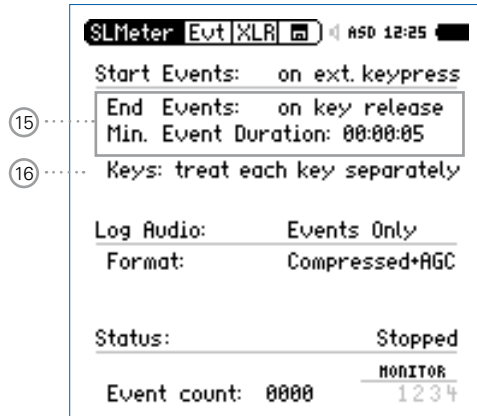 SLMeter Evt XLR ASD 12:25
Start Events: on ext. keypress
15
End Events: on key release
Min. Event Duration: 00:00:05
16
Keys: treat each key separately
Log Audio: Events Only
Format: Compressed+AGC
Status: Stopped
MONITOR
Event count: 0000 1234